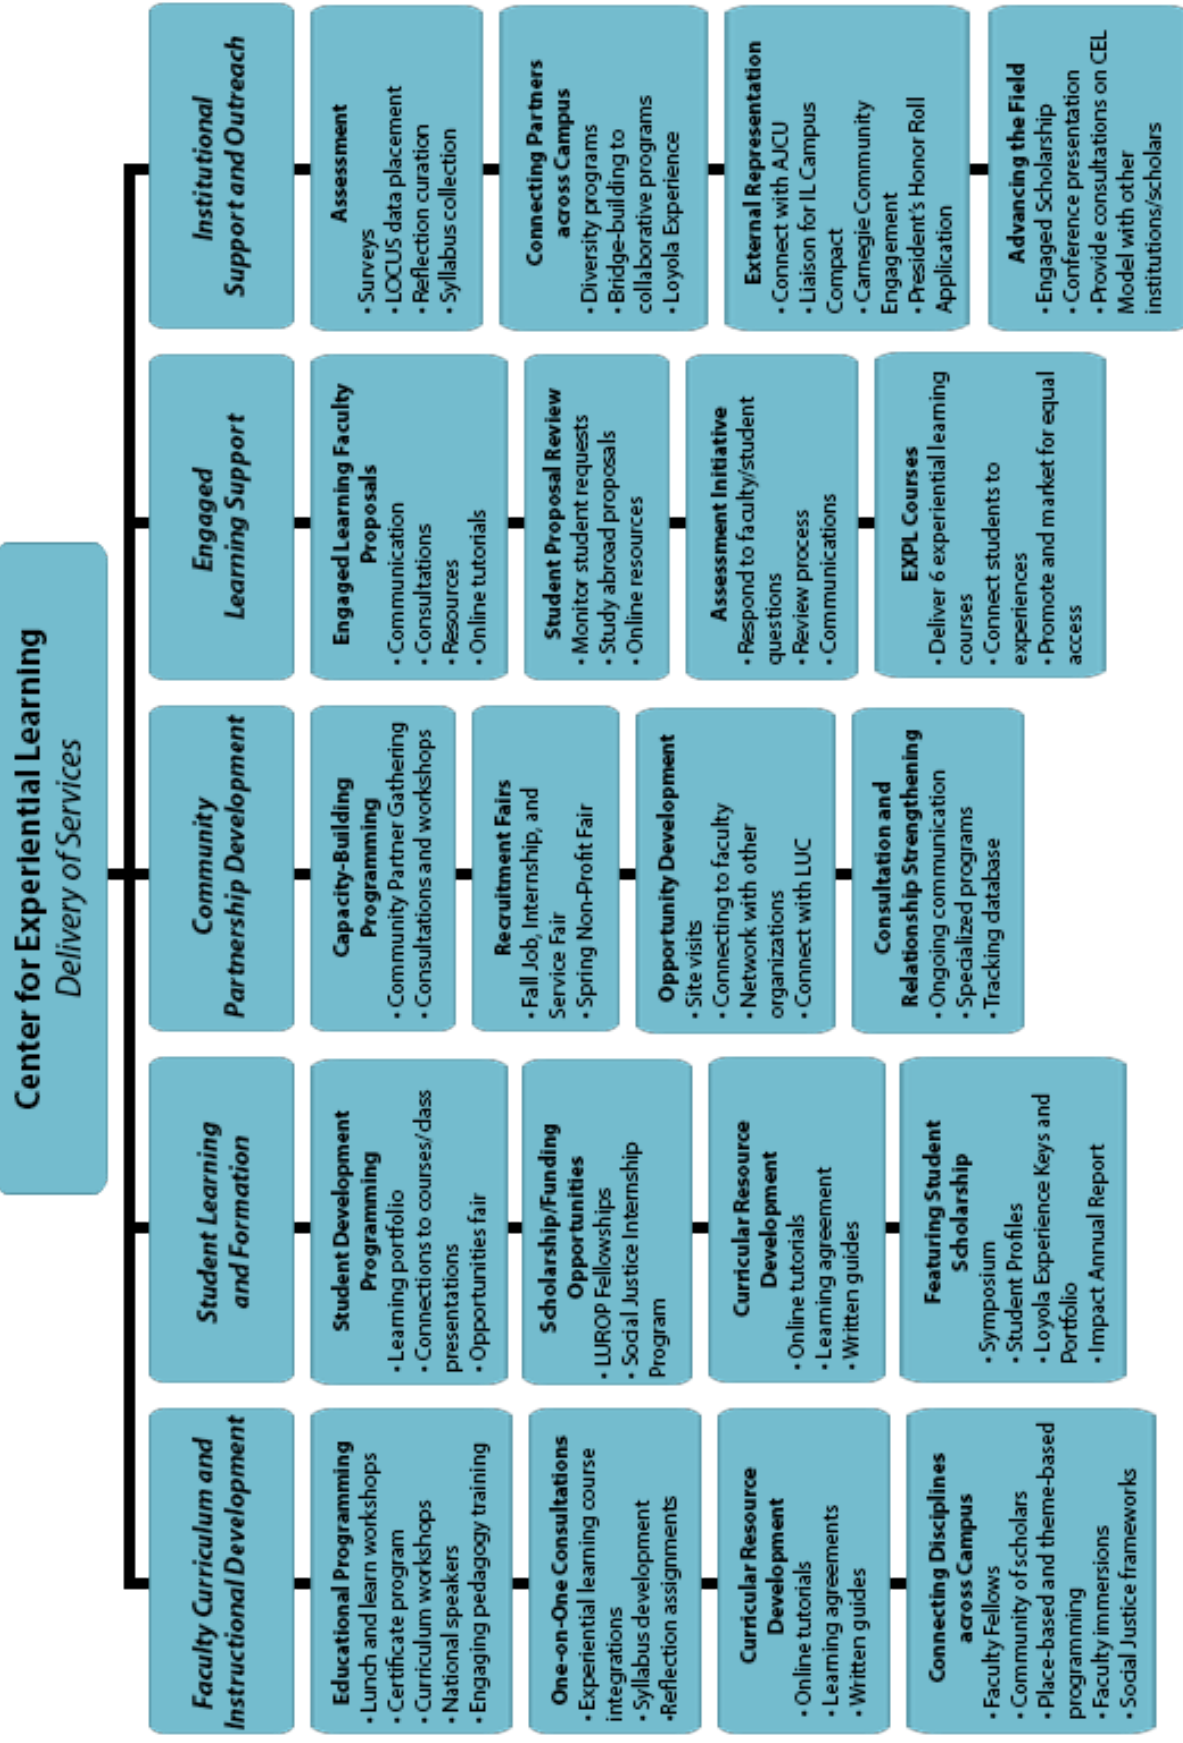 Center for Experiential Learning
Delivery of Services
Faculty Curriculum and
Instructional Development
Educational Programming
• Lunch and learn workshops
• Certificate program
• Curriculum workshops
• National speakers
• Engaging pedagogy training
One-on-One Consultations
• Experiential learning course
integrations
• Syllabus development
•Reflection assignments
Curricular Resource
Development
• Online tutorials
• Learning agreements
• Written guides
Connecting Disciplines
across Campus
• Faculty Fellows
• Community of scholars
• Place-based and theme-based
programming
• Faculty immersions
• Social Justice frameworks
Student Learning
and Formation
Student Development
Programming
• Learning portfolio
• Connections to courses/class
presentations
• Opportunities fair
Scholarship/Funding
Opportunities
• LUROP Fellowships
• Social Justice Internship
Program
Curricular Resource
Development
• Online tutorials
• Learning agreement
• Written guides
Featuring Student
Scholarship
• Symposium
• Student Profiles
• Loyola Experience Keys and
Portfolio
• Impact Annual Report
Community
Partnership Development
Capacity-Building
Programming
• Community Partner Gathering
• Consultations and workshops
Recruitment Fairs
• Fall Job, Internship, and
Service Fair
• Spring Non-Profit Fair
Opportunity Development
• Site visits
• Connecting to faculty
• Network with other
organizations
• Connect with LUC
Consultation and
Relationship Strengthening
• Ongoing communication
• Specialized programs
• Tracking database
Engaged
Learning Support
Engaged Learning Faculty
Proposals
• Communication
• Consultations
• Resources
• Online tutorials
Student Proposal Review
• Monitor student requests
• Study abroad proposals
• Online resources
Assessment Initiative
• Respond to faculty/student
questions
• Review process
• Communications
EXPL Courses
• Deliver 6 experiential learning
courses
• Connect students to
experiences
• Promote and market for equal
access
Institutional
Support and Outreach
Assessment
• Surveys
• LOCUS data placement
• Reflection curation
• Syllabus collection
Connecting Partners
across Campus
• Diversity programs
• Bridge-building to
collaborative programs
• Loyola Experience
External Representation
• Connect with AJCU
• Liaison for IL Campus
Compact
• Carnegie Community
Engagement
• President's Honor Roll
Application
Advancing the Field
• Engaged Scholarship
• Conference presentation
• Provide consultations on CEL
Model with other
institutions/scholars